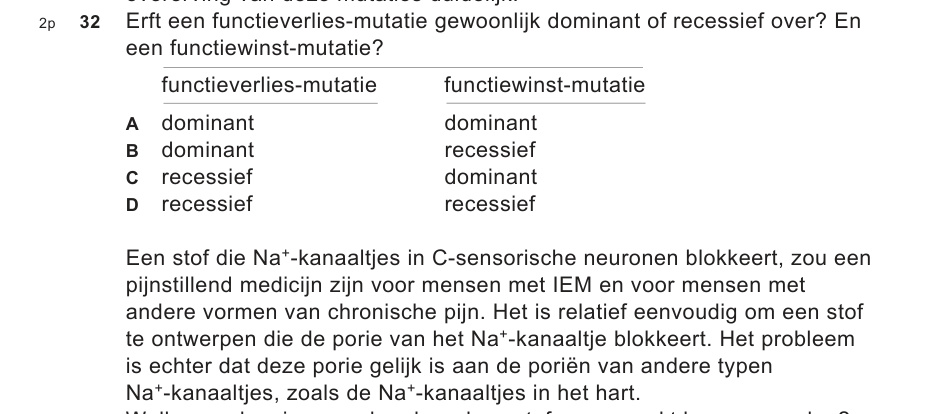 2p 32 Erft een functieverlies-mutatie gewoonlijk dominant of recessief over? En
een functiewinst-mutatie?
functieverlies-mutatie functiewinst-mutatie
A dominant dominant
B dominant recessief
C recessief dominant
D recessief recessief
Een stof die Na⁺-kanaaltjes in C-sensorische neuronen blokkeert, zou een
pijnstillend medicijn zijn voor mensen met IEM en voor mensen met
andere vormen van chronische pijn. Het is relatief eenvoudig om een stof
te ontwerpen die de porie van het Na⁺-kanaaltje blokkeert. Het probleem
is echter dat deze porie gelijk is aan de poriën van andere typen
Na⁺-kanaaltjes, zoals de Na⁺-kanaaltjes in het hart.